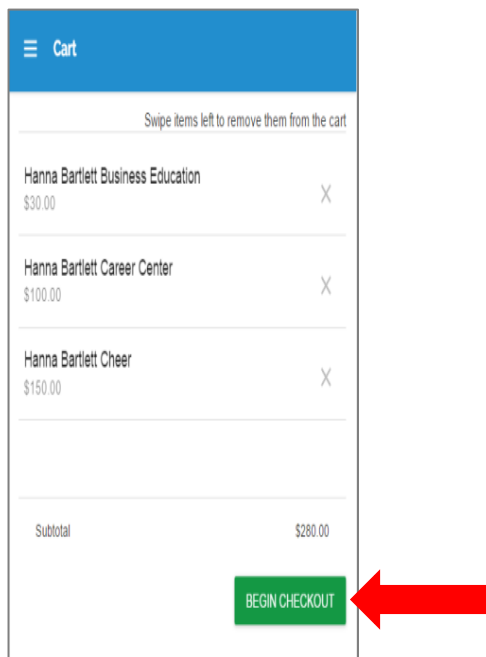 Cart
Swipe items left to remove them from the cart
Hanna Bartlett Business Education
$30.00
Hanna Bartlett Career Center
$100.00
Hanna Bartlett Cheer
$150.00
Subtotal $280.00
BEGIN CHECKOUT